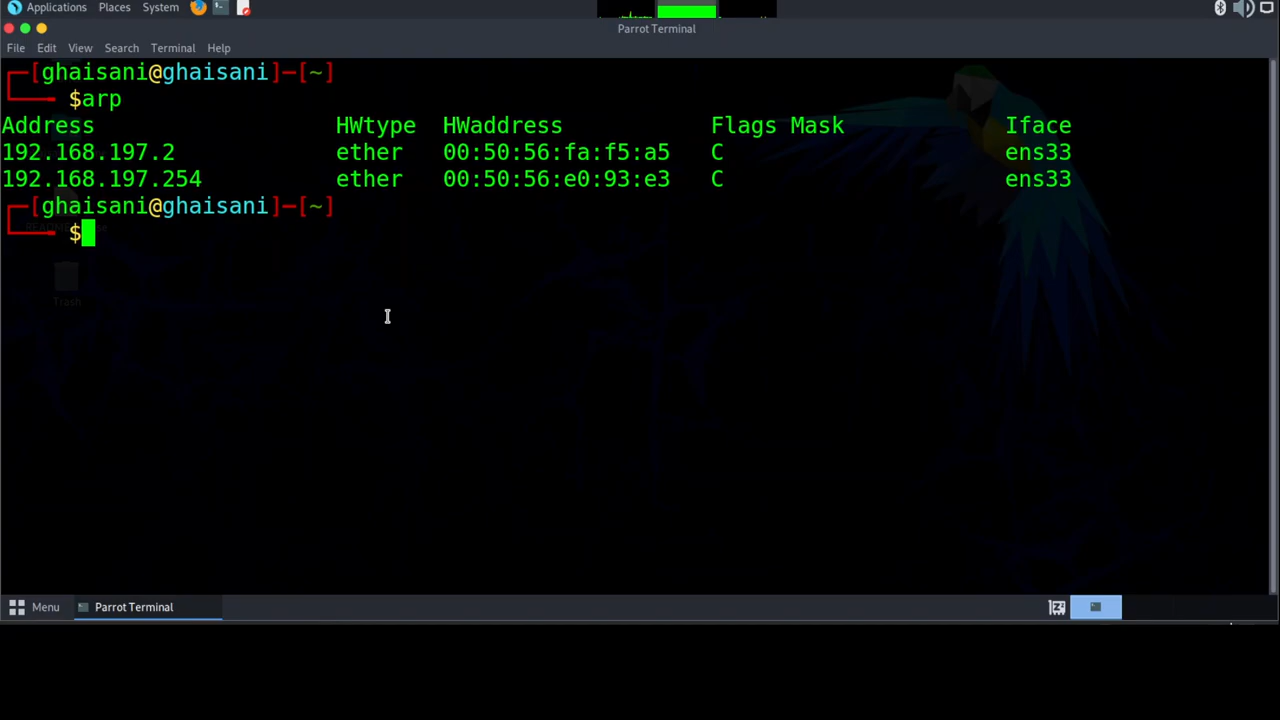 Applications Places System
Parrot Terminal
File Edit View Search Terminal Help
┌─[ghaisani@ghaisani]─[~]
└──╼ $arp
Address HWtype HWaddress Flags Mask Iface
192.168.197.2 ether 00:50:56:fa:f5:a5 C ens33
192.168.197.254 ether 00:50:56:e0:93:e3 C ens33
┌─[ghaisani@ghaisani]─[~]
└──╼ $
Trash
Menu Parrot Terminal